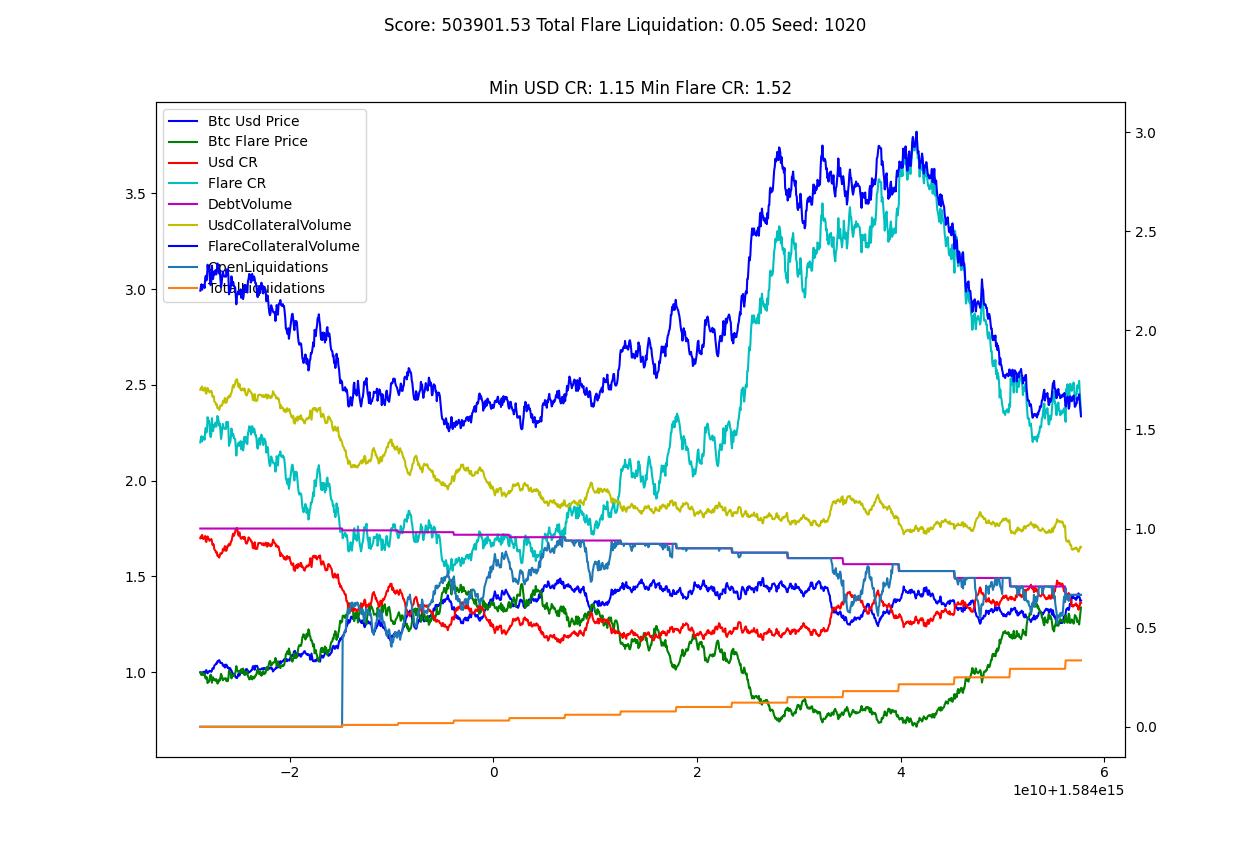 Score: 503901.53 Total Flare Liquidation: 0.05 Seed: 1020
Min USD CR: 1.15 Min Flare CR: 1.52
Btc Usd Price
Btc Flare Price
Usd CR
Flare CR
DebtVolume
UsdCollateralVolume
FlareCollateralVolume
OpenLiquidations
TotalLiquidations
3.5
3.0
2.5
2.0
1.5
1.0
3.0
2.5
2.0
1.5
1.0
0.5
0.0
−2
0
2
4
6
1e10+1.584e15